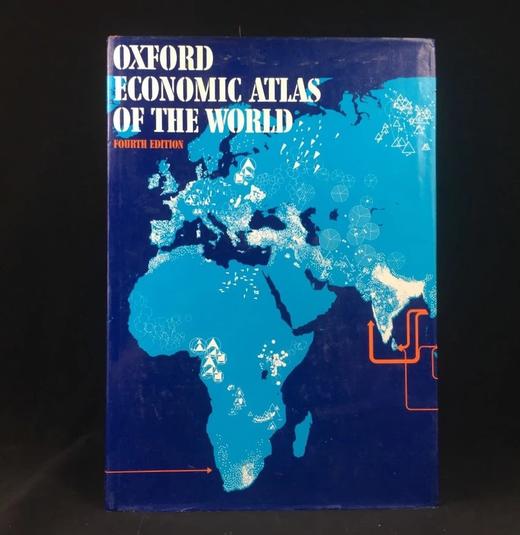 OXFORD
ECONOMIC ATLAS
OF THE WORLD
FOURTH EDITION